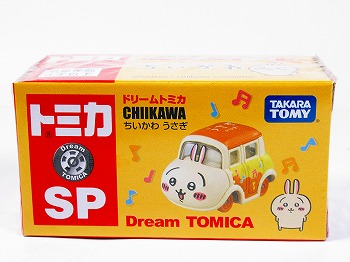 トミカ
®
Dream
TOMICA
SP
ドリームトミカ
CHIIKAWA
ちいかわ うさぎ
TAKARA
TOMY
Dream TOMICA